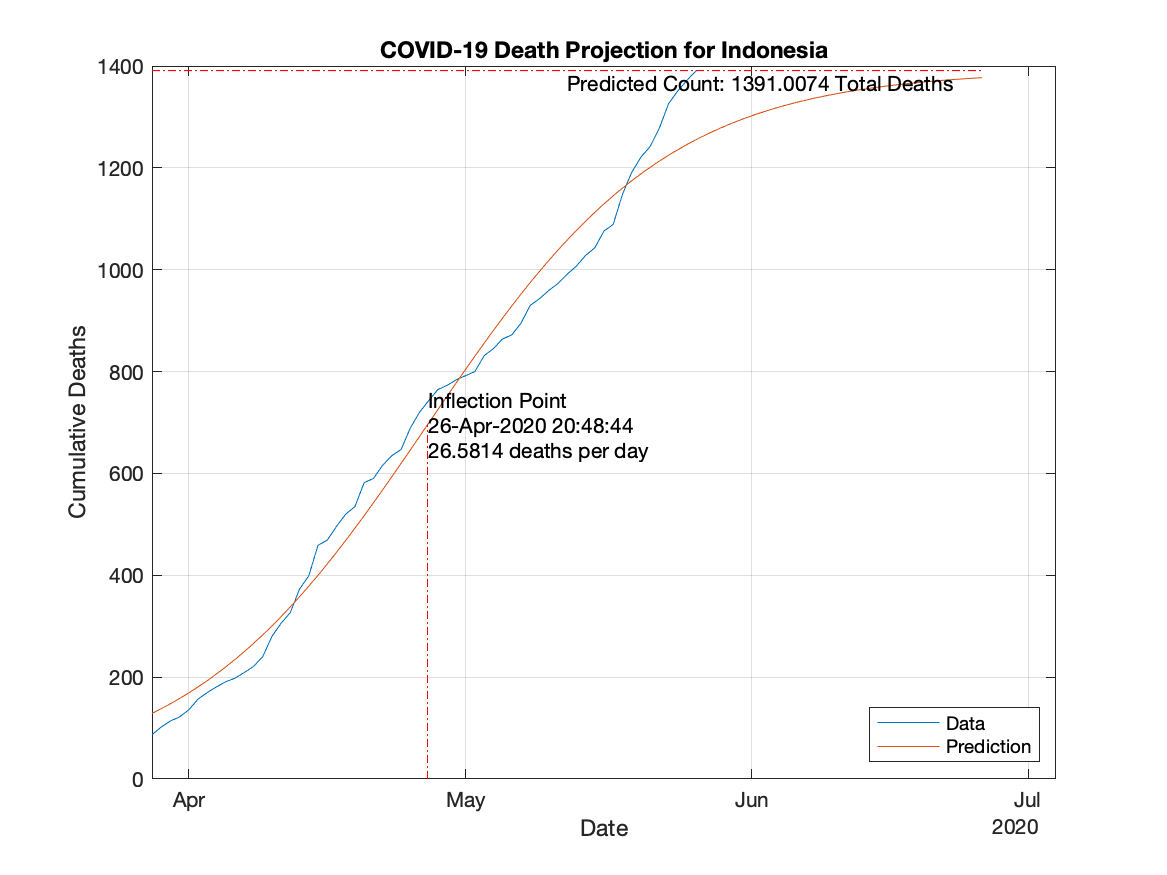 COVID-19 Death Projection for Indonesia
1400
Predicted Count: 1391.0074 Total Deaths
1200
1000
800
Inflection Point
26-Apr-2020 20:48:44
26.5814 deaths per day
600
400
200
0
Cumulative Deaths
Data
Prediction
Apr
May
Jun
Jul
Date
2020